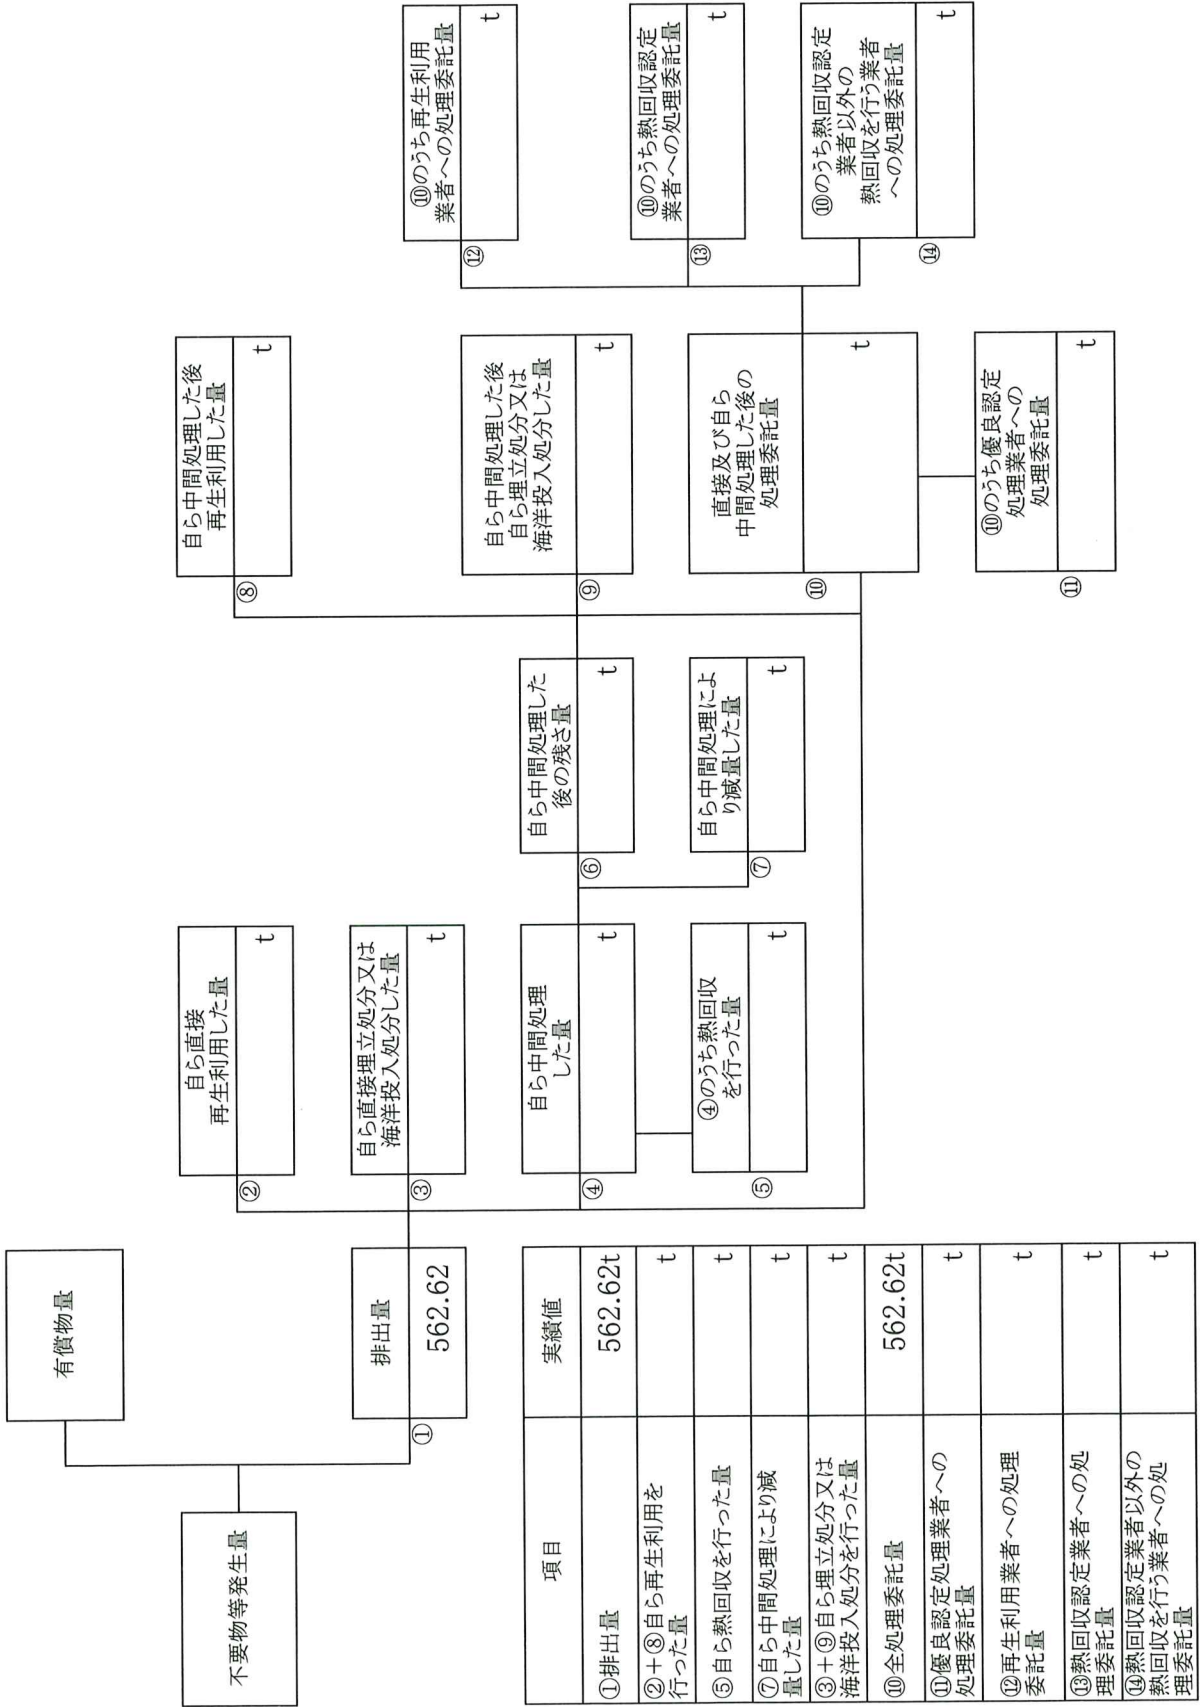 不要物等発生量
有償物量
①
排出量
562.62
②
自ら直接
再生利用した量
t
③
自ら直接埋立処分又は
海洋投入処分した量
t
④
自ら中間処理
した量
t
⑤
④のうち熱回収
を行った量
t
⑥
自ら中間処理した
後の残さ量
t
⑦
自ら中間処理によ
り減量した量
t
⑧
自ら中間処理した後
再生利用した量
t
⑨
自ら中間処理した後
自ら埋立処分又は
海洋投入処分した量
t
⑩
直接及び自ら
中間処理した後の
処理委託量
t
⑪
⑩のうち優良認定
処理業者への
処理委託量
t
⑫
⑩のうち再生利用
業者への処理委託量
t
⑬
⑩のうち熱回収認定
業者への処理委託量
t
⑭
⑩のうち熱回収認定
業者以外の
熱回収を行う業者
への処理委託量
t
項目 実績値
①排出量 562.62t
②+⑧自ら再生利用を
行った量 t
⑤自ら熱回収を行った量 t
⑦自ら中間処理により減
量した量 t
③+⑨自ら埋立処分又は
海洋投入処分を行った量 t
⑩全処理委託量 562.62t
⑪優良認定処理業者への
処理委託量 t
⑫再生利用業者への処理
委託量 t
⑬熱回収認定業者への処
理委託量 t
⑭熱回収認定業者以外の
熱回収を行う業者への処
理委託量 t